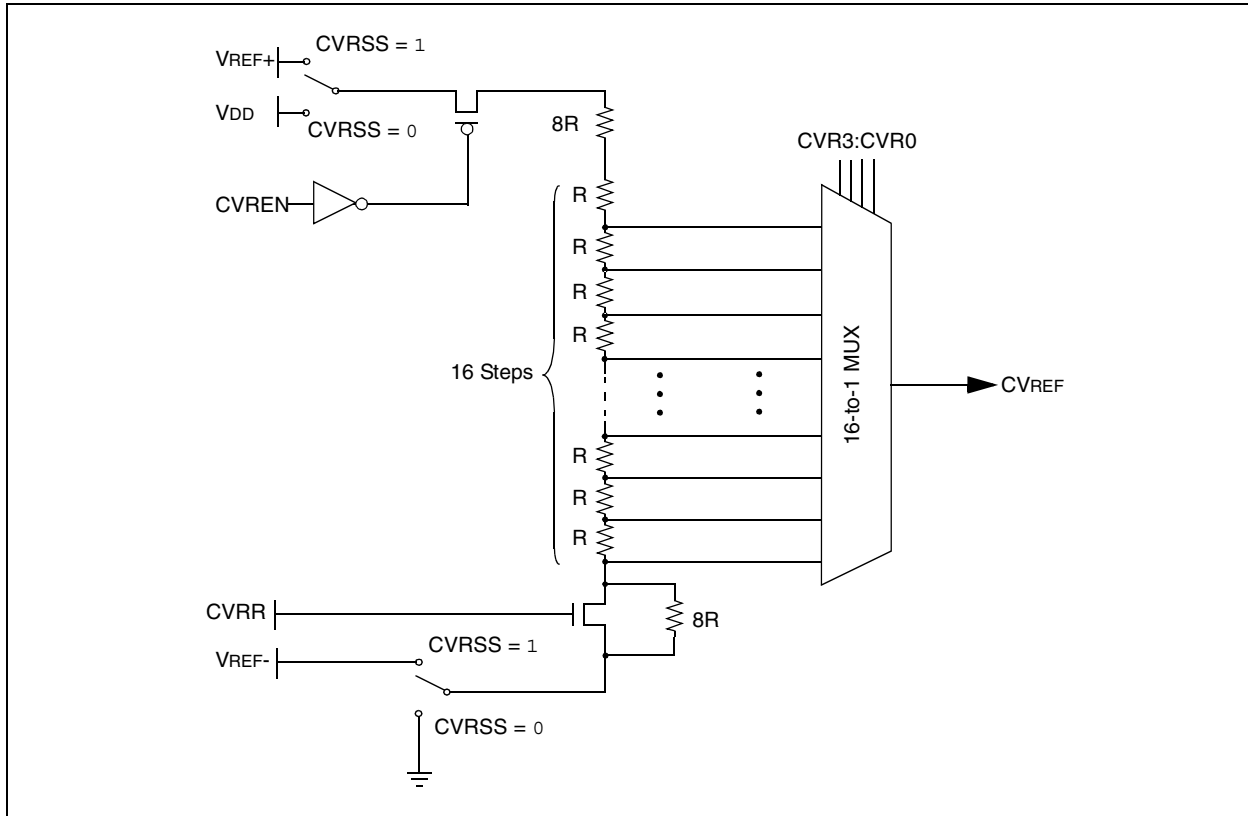 CVRSS = 1
VREF+
VDD
CVRSS = 0
8R
CVR3:CVR0
CVREN
R
R
R
R
16 Steps
16-to-1 MUX
CVREF
R
R
R
CVRR
8R
CVRSS = 1
VREF-
CVRSS = 0